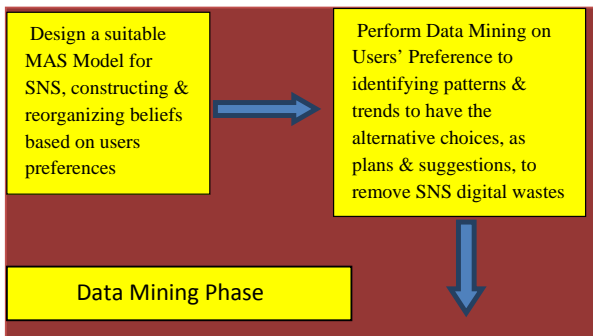 Design a suitable
MAS Model for
SNS, constructing &
reorganizing beliefs
based on users
preferences
Perform Data Mining on
Users’ Preference to
identifying patterns &
trends to have the
alternative choices, as
plans & suggestions, to
remove SNS digital wastes
Data Mining Phase